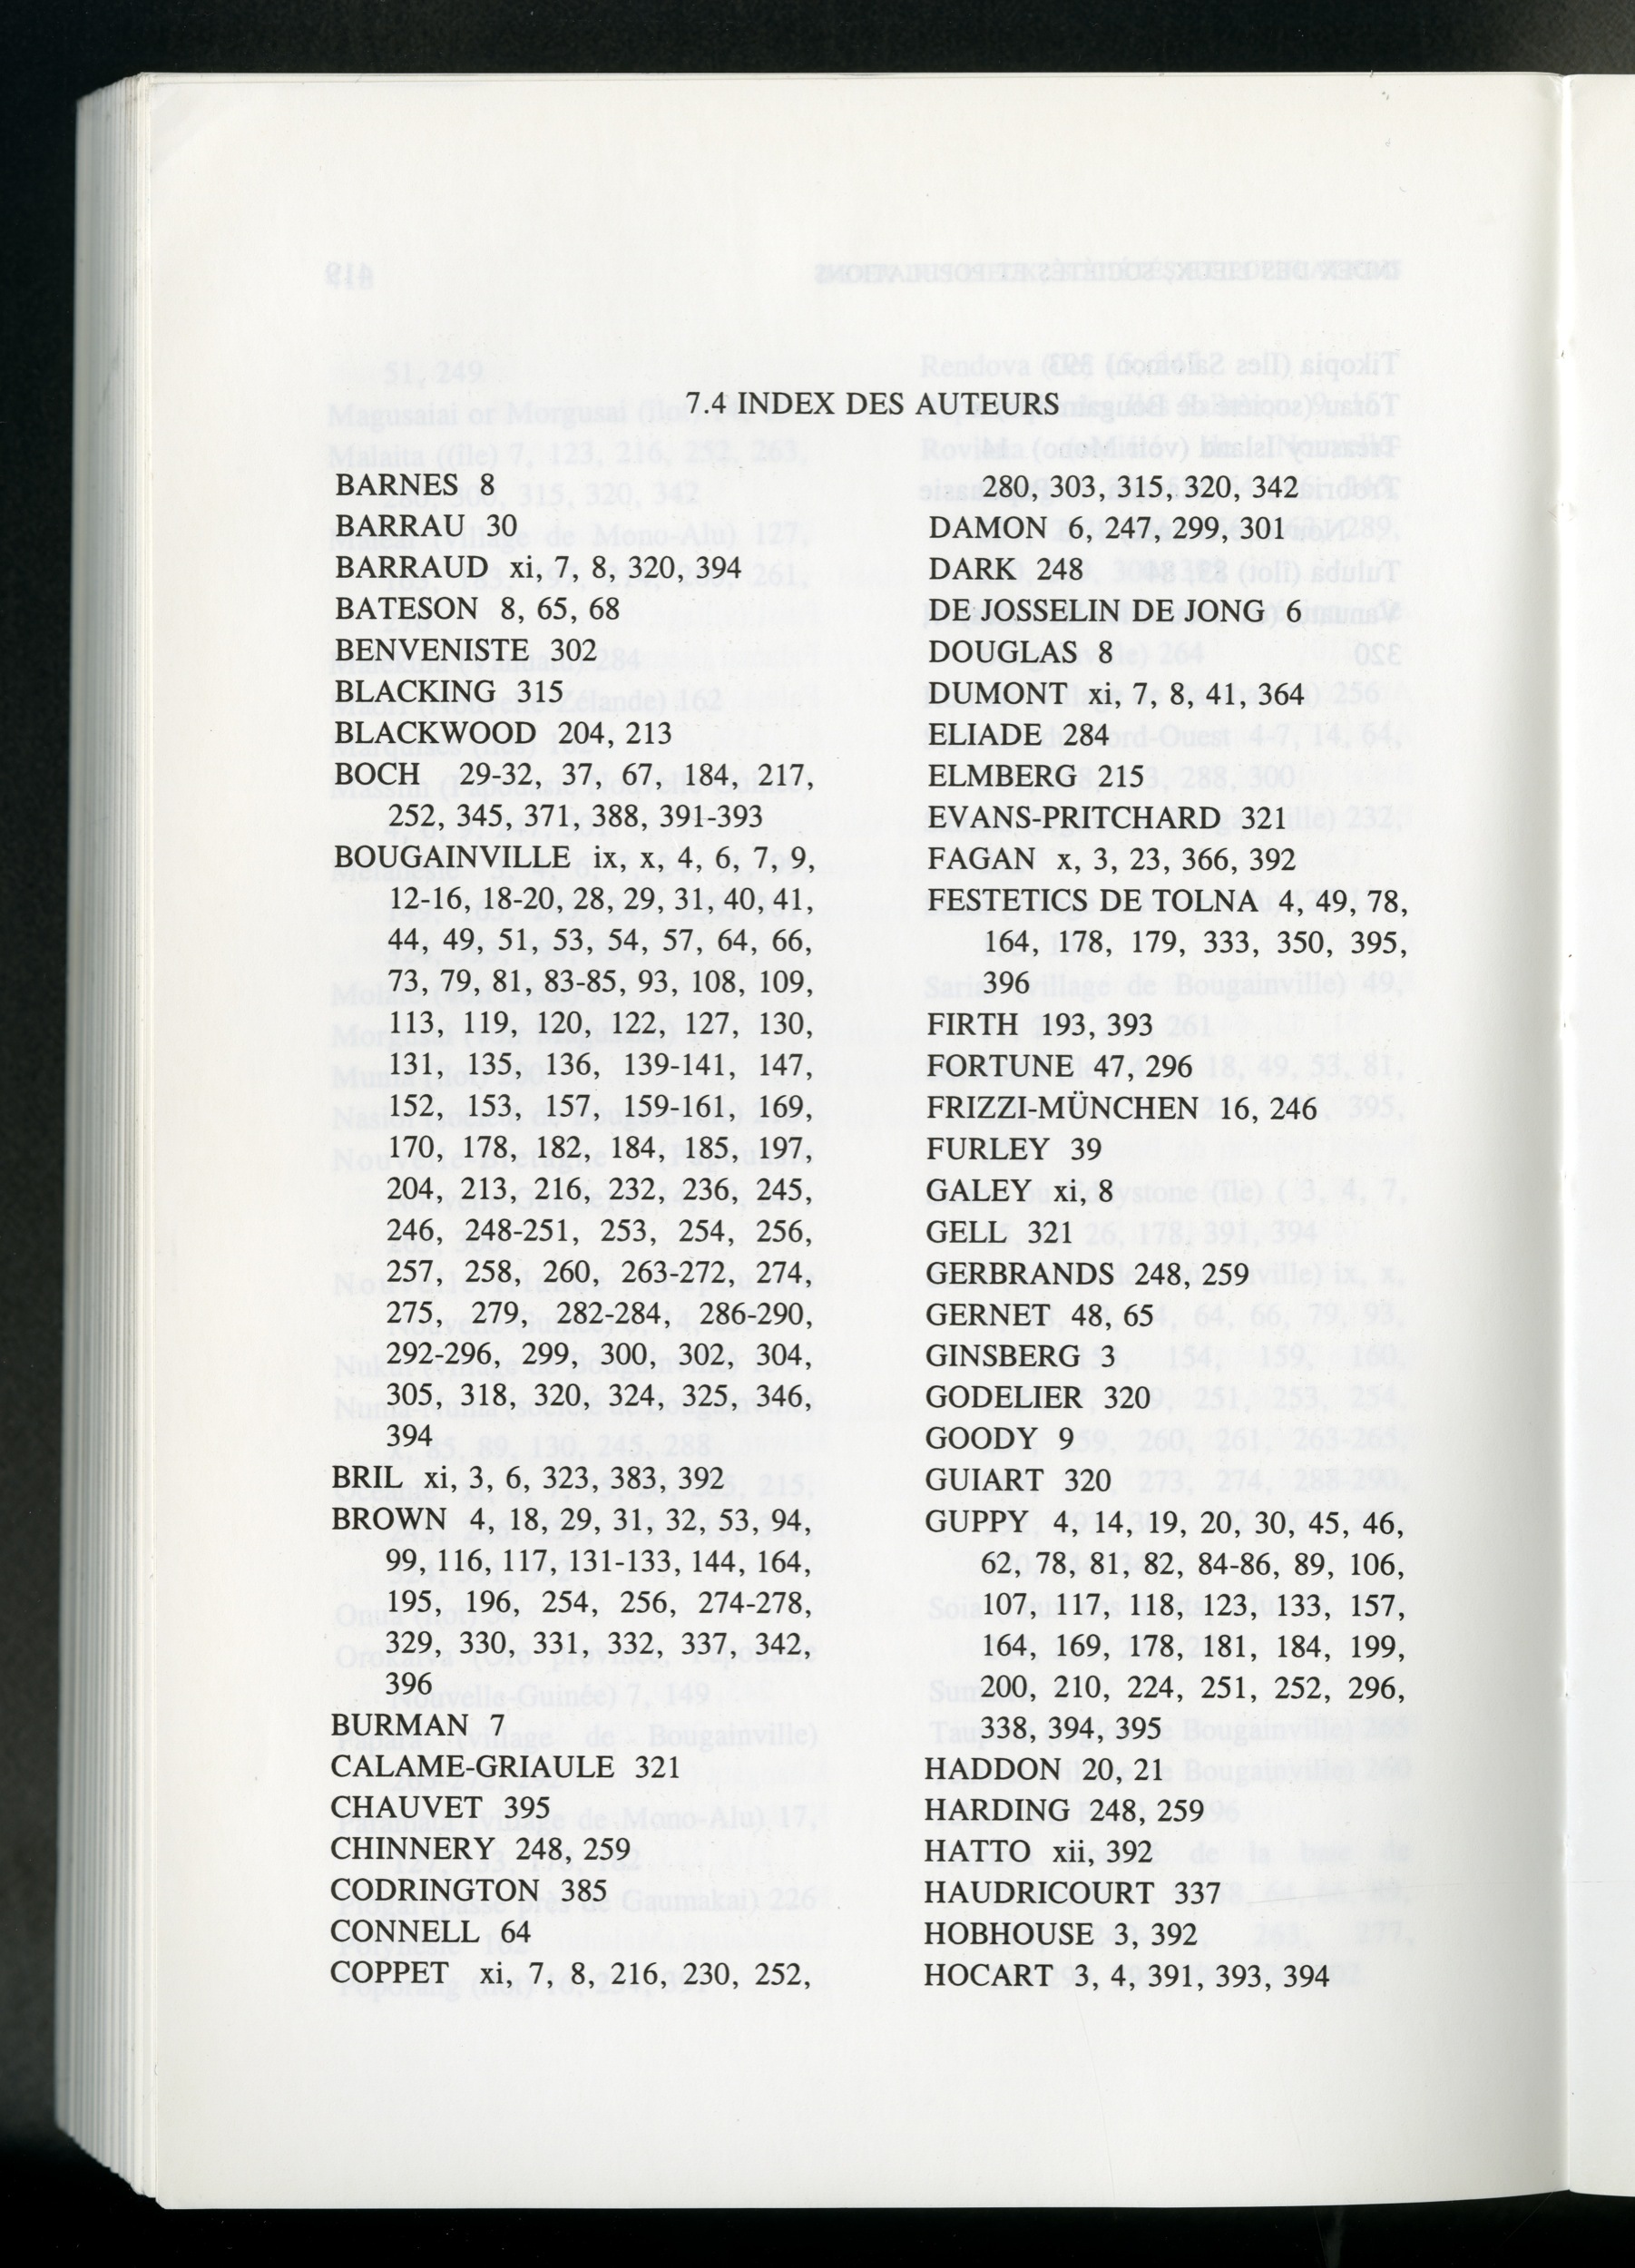 7.4 INDEX DES AUTEURS
BARNES 8
BARRAU 30
BARRAUD xi, 7, 8, 320, 394
BATESON 8, 65, 68
BENVENISTE 302
BLACKING 315
BLACKWOOD 204, 213
BOCH 29-32, 37, 67, 184, 217,
252, 345, 371, 388, 391-393
BOUGAINVILLE ix, x, 4, 6, 7, 9,
12-16, 18-20, 28, 29, 31, 40, 41,
44, 49, 51, 53, 54, 57, 64, 66,
73, 79, 81, 83-85, 93, 108, 109,
113, 119, 120, 122, 127, 130,
131, 135, 136, 139-141, 147,
152, 153, 157, 159-161, 169,
170, 178, 182, 184, 185, 197,
204, 213, 216, 232, 236, 245,
246, 248-251, 253, 254, 256,
257, 258, 260, 263-272, 274,
275, 279, 282-284, 286-290,
292-296, 299, 300, 302, 304,
305, 318, 320, 324, 325, 346,
394
BRIL xi, 3, 6, 323, 383, 392
BROWN 4, 18, 29, 31, 32, 53, 94,
99, 116, 117, 131-133, 144, 164,
195, 196, 254, 256, 274-278,
329, 330, 331, 332, 337, 342,
396
BURMAN 7
CALAME-GRIAULE 321
CHAUVET 395
CHINNERY 248, 259
CODRINGTON 385
CONNELL 64
COPPET xi, 7, 8, 216, 230, 252,
280, 303, 315, 320, 342
DAMON 6, 247, 299, 301
DARK 248
DE JOSSELIN DE JONG 6
DOUGLAS 8
DUMONT xi, 7, 8, 41, 364
ELIADE 284
ELMBERG 215
EVANS-PRITCHARD 321
FAGAN x, 3, 23, 366, 392
FESTETICS DE TOLNA 4, 49, 78,
164, 178, 179, 333, 350, 395,
396
FIRTH 193, 393
FORTUNE 47, 296
FRIZZI-MÜNCHEN 16, 246
FURLEY 39
GALEY xi, 8
GELL 321
GERBRANDS 248, 259
GERNET 48, 65
GINSBERG 3
GODELIER 320
GOODY 9
GUIART 320
GUPPY 4, 14, 19, 20, 30, 45, 46,
62, 78, 81, 82, 84-86, 89, 106,
107, 117, 118, 123, 133, 157,
164, 169, 178, 181, 184, 199,
200, 210, 224, 251, 252, 296,
338, 394, 395
HADDON 20, 21
HARDING 248, 259
HATTO xii, 392
HAUDRICOURT 337
HOBHOUSE 3, 392
HOCART 3, 4, 391, 393, 394